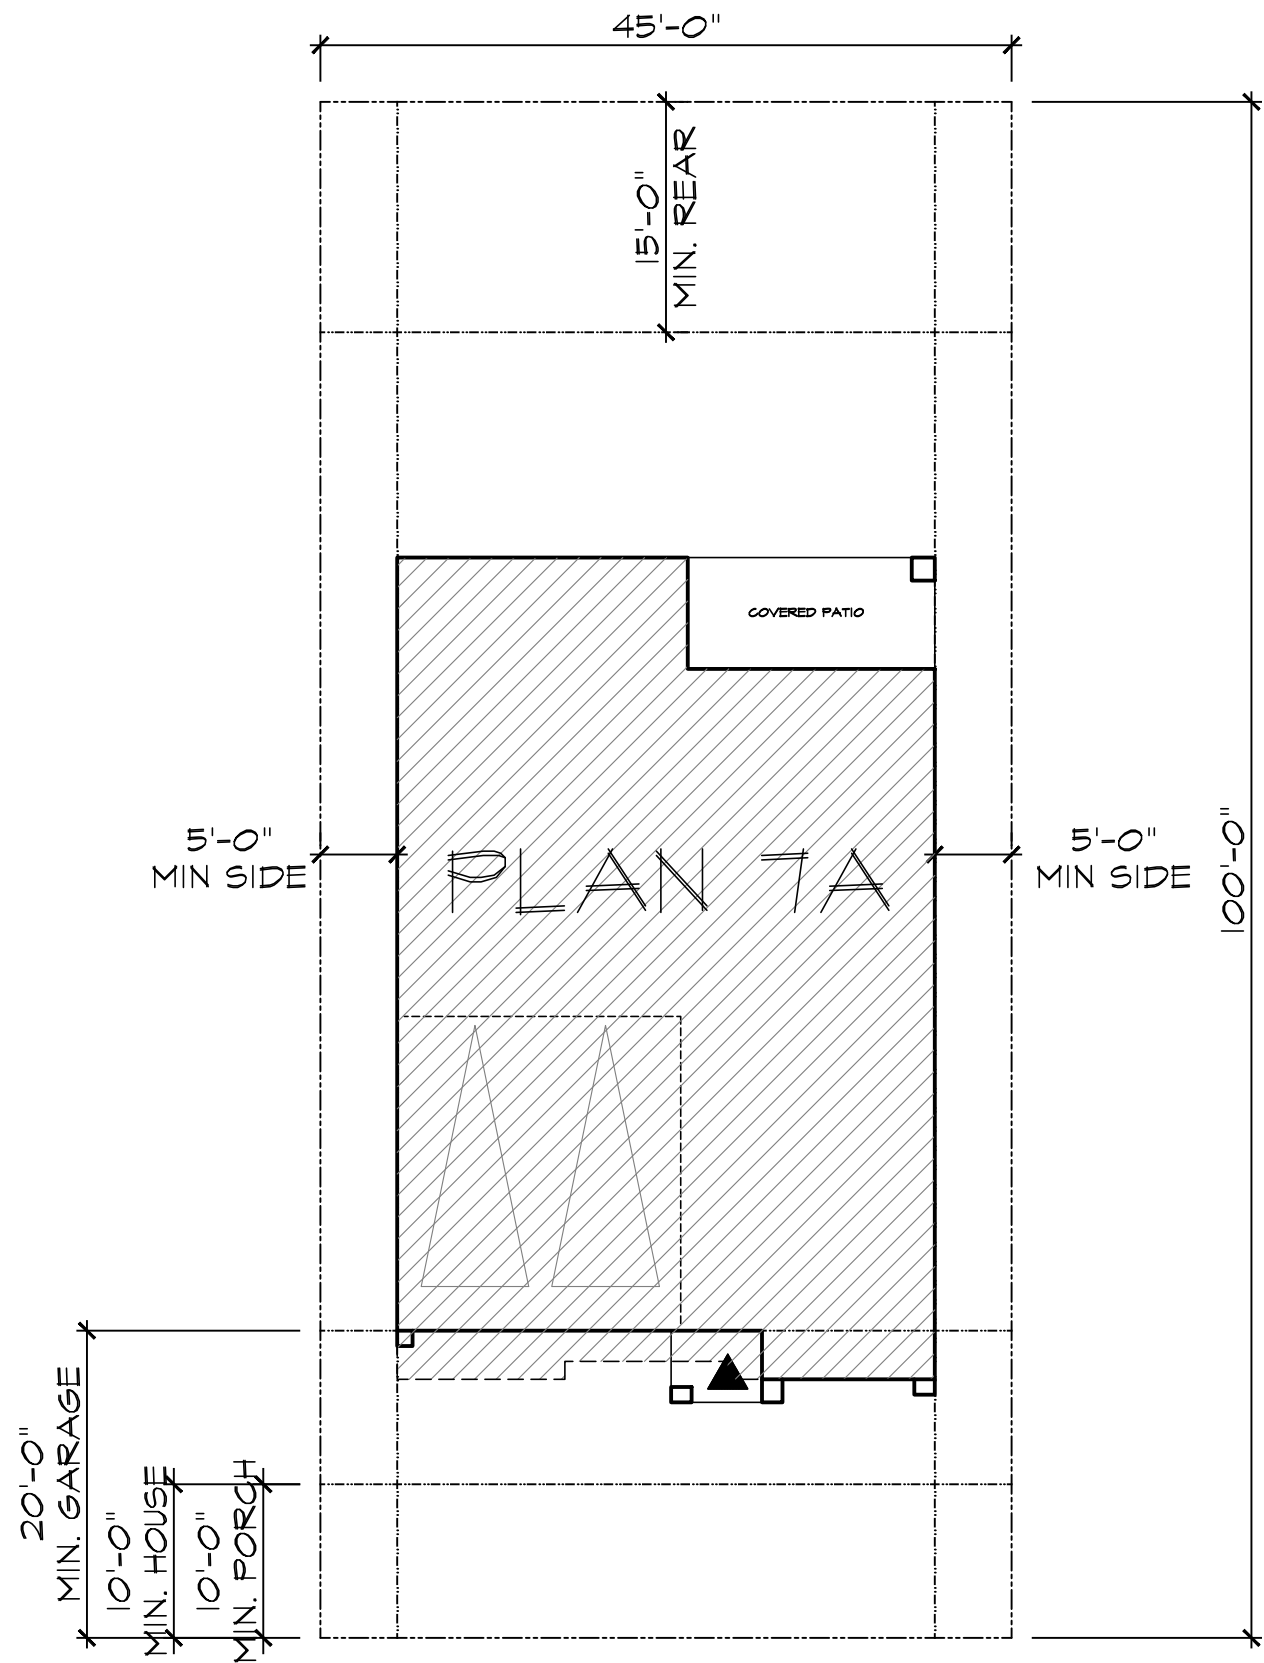 45'-0"
15'-0"
MIN. REAR
COVERED PATIO
5'-0"
MIN SIDE
PLAN 7A
5'-0"
MIN SIDE
100'-0"
20'-0"
MIN. GARAGE
10'-0"
MIN. HOUSE
10'-0"
MIN. PORCH